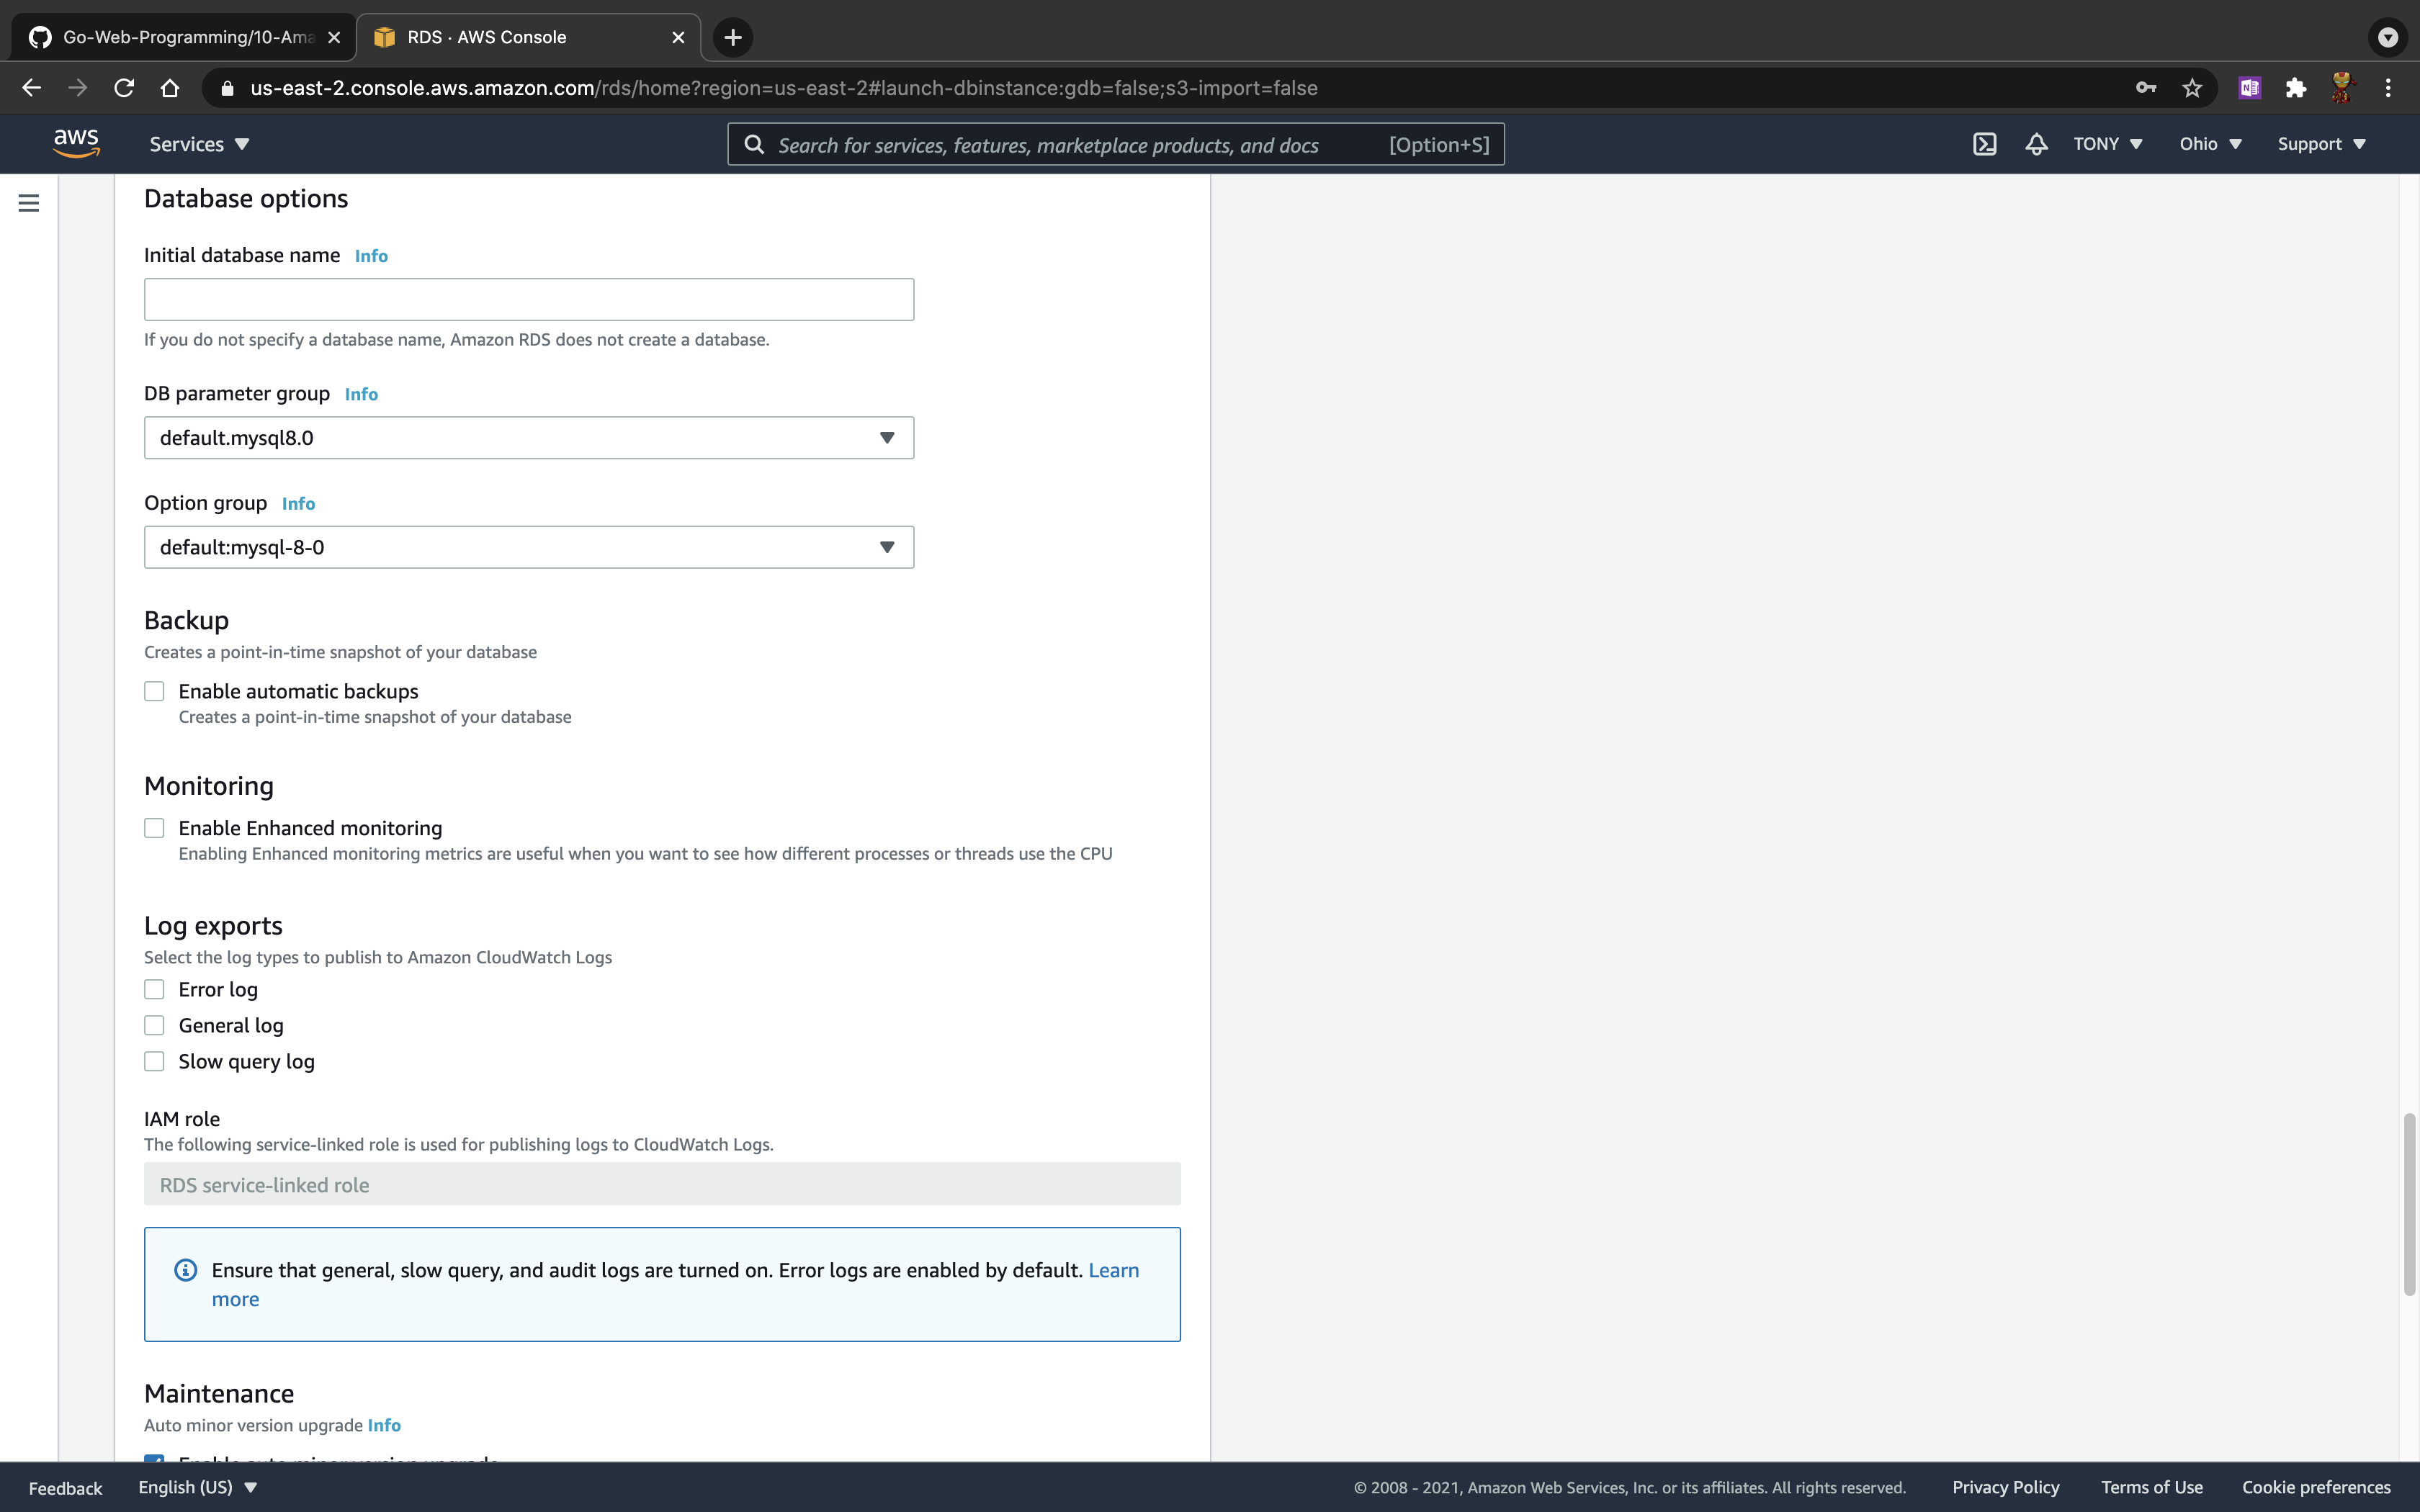 Go-Web-Programming/10-Ama
RDS · AWS Console
us-east-2.console.aws.amazon.com/rds/home?region=us-east-2#launch-dbinstance:gdb=false;s3-import=false
aws
Services
Search for services, features, marketplace products, and docs
[Option+S]
TONY
Ohio
Support
Database options
Initial database name Info
If you do not specify a database name, Amazon RDS does not create a database.
DB parameter group Info
default.mysql8.0
Option group Info
default:mysql-8-0
Backup
Creates a point-in-time snapshot of your database
Enable automatic backups
Creates a point-in-time snapshot of your database
Monitoring
Enable Enhanced monitoring
Enabling Enhanced monitoring metrics are useful when you want to see how different processes or threads use the CPU
Log exports
Select the log types to publish to Amazon CloudWatch Logs
Error log
General log
Slow query log
IAM role
The following service-linked role is used for publishing logs to CloudWatch Logs.
RDS service-linked role
Ensure that general, slow query, and audit logs are turned on. Error logs are enabled by default. Learn
more
Maintenance
Auto minor version upgrade Info
Enable auto minor version upgrade
Feedback
English (US)
© 2008 - 2021, Amazon Web Services, Inc. or its affiliates. All rights reserved.
Privacy Policy
Terms of Use
Cookie preferences